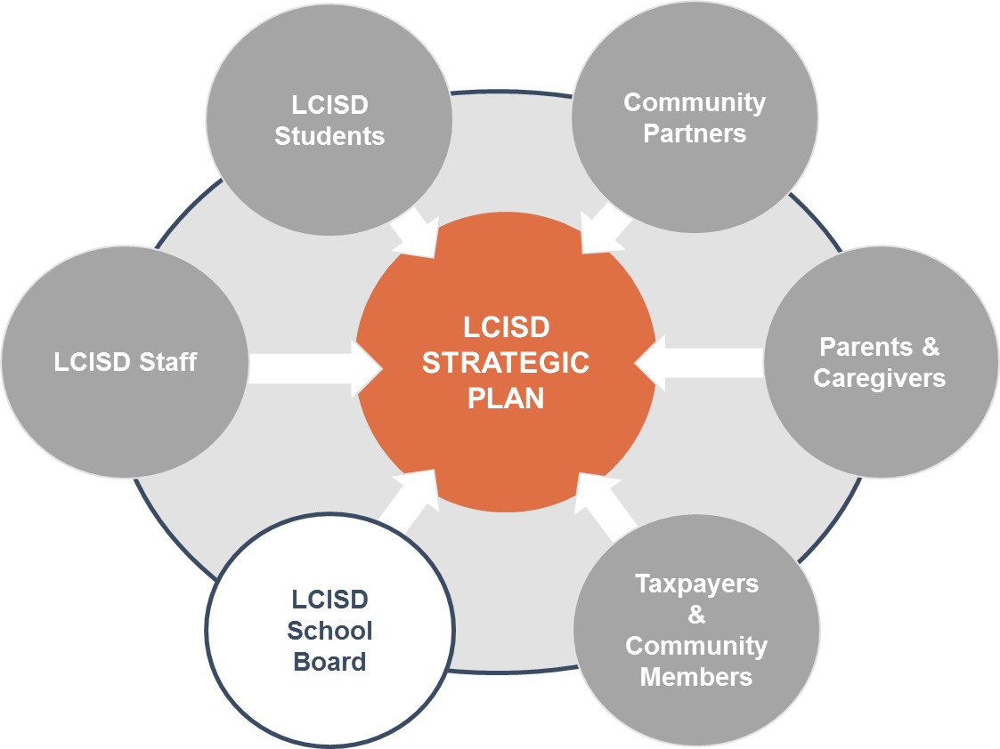 LCISD
Students
Community
Partners
LCISD Staff
LCISD
STRATEGIC
PLAN
Parents &
Caregivers
LCISD
School
Board
Taxpayers
&
Community
Members